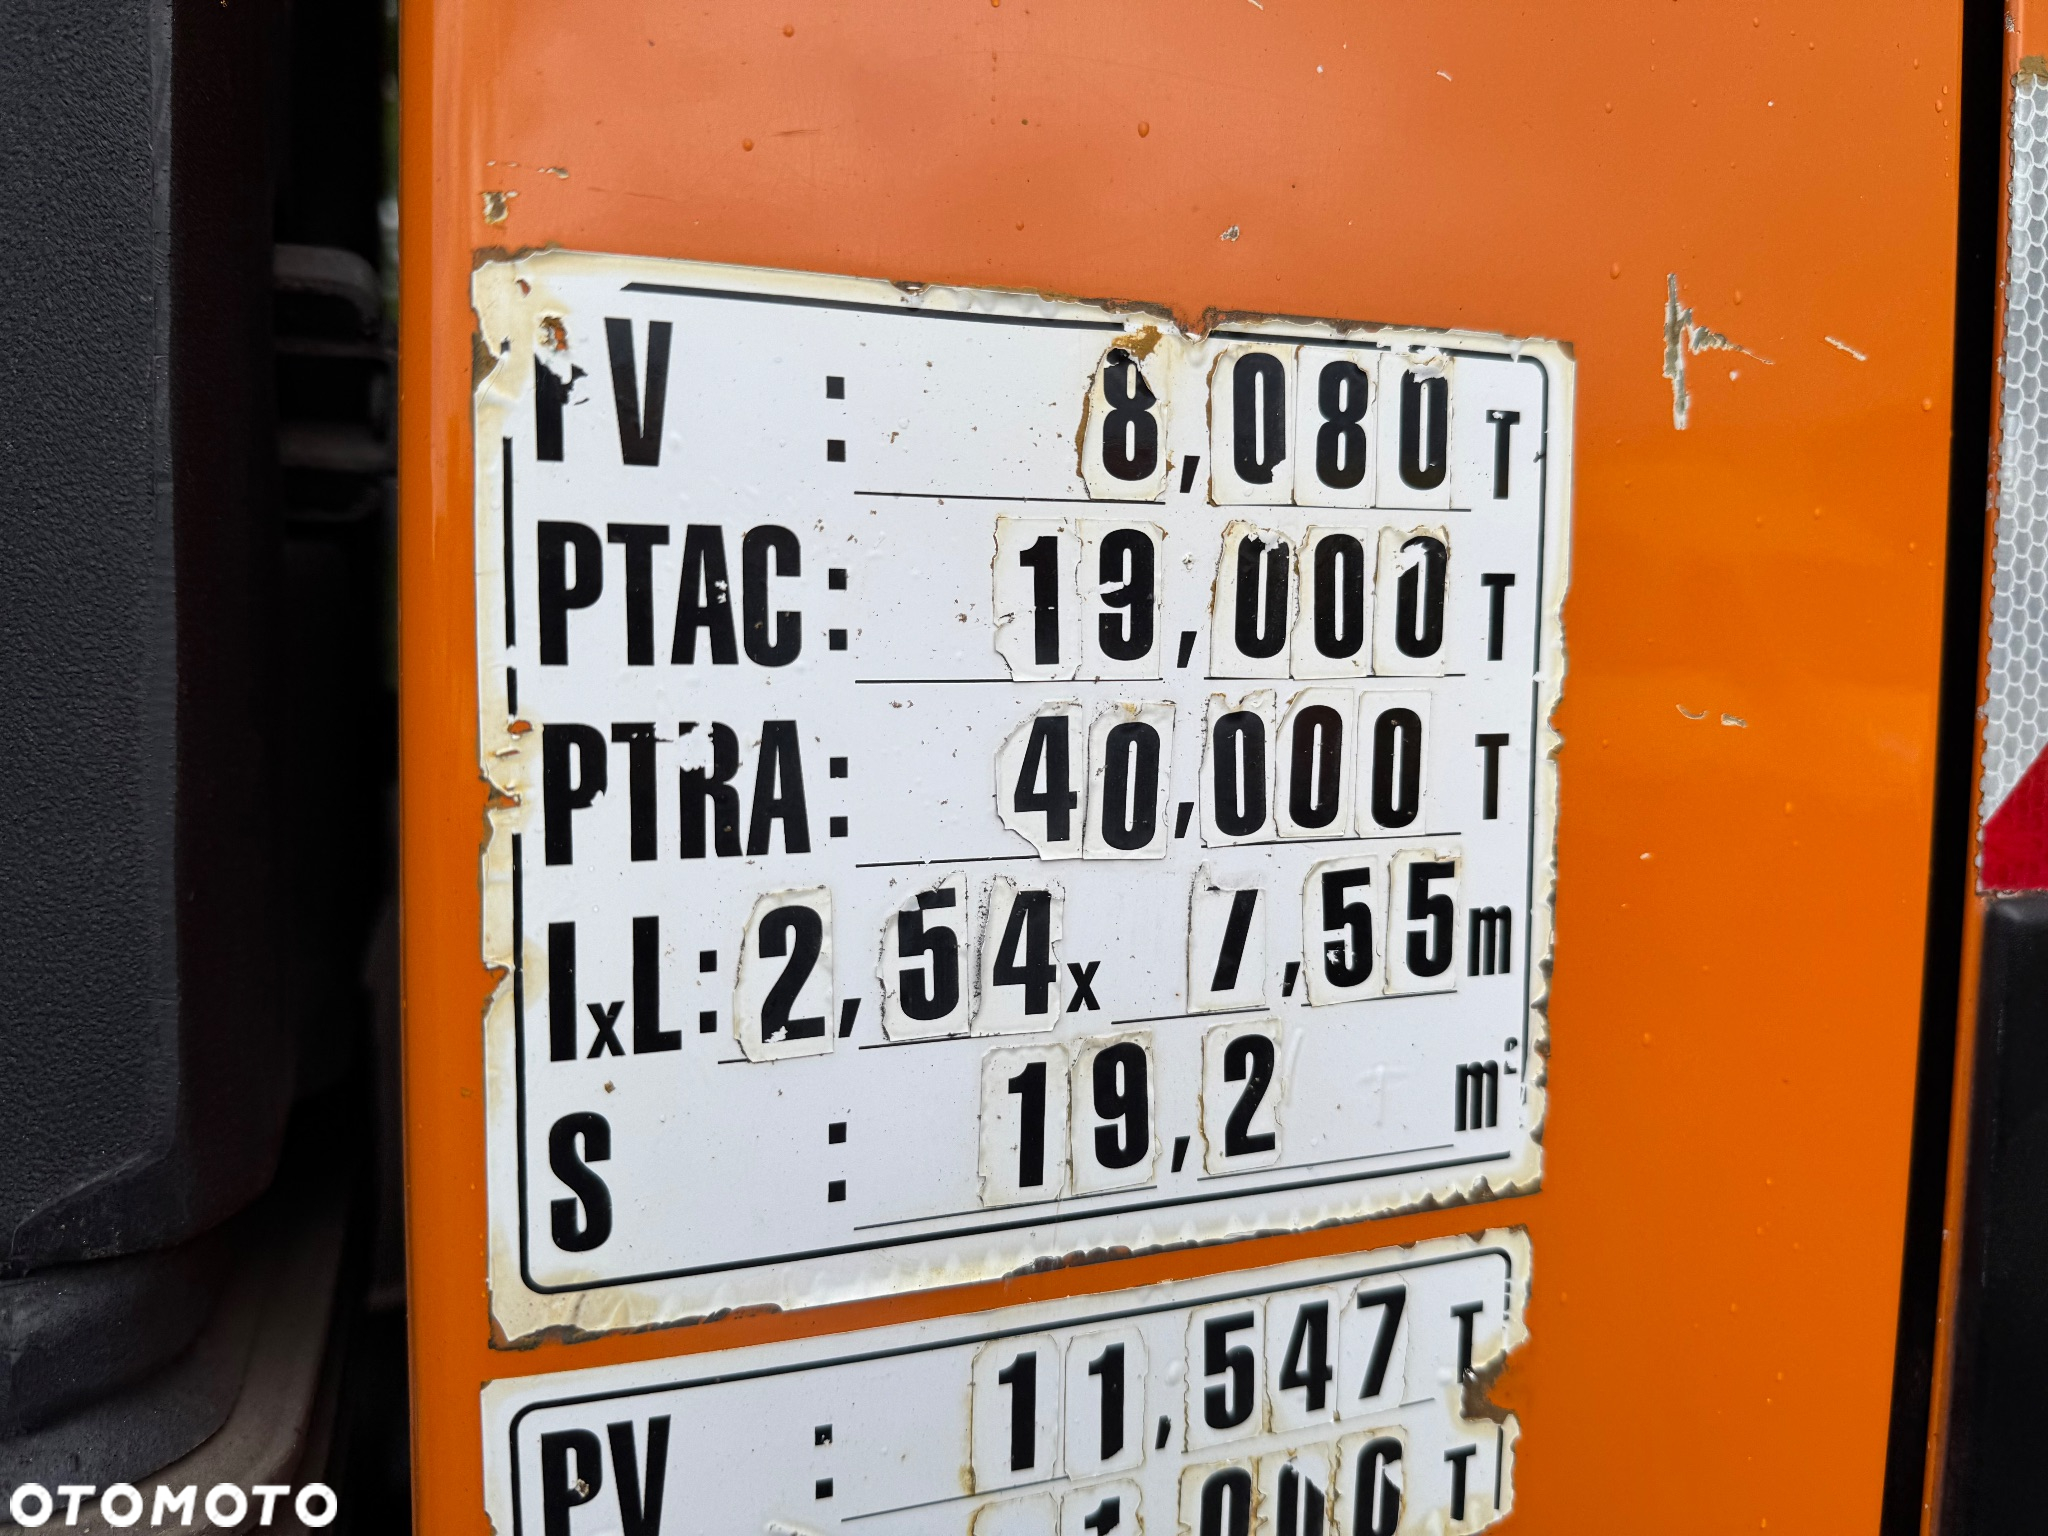 PV : 8,080 T
PTAC: 19,000 T
PTRA: 40,000 T
IxL: 2,54 x 7,55 m
S : 19,2 m²
PV : 11,547 T
T
OTOMOTO